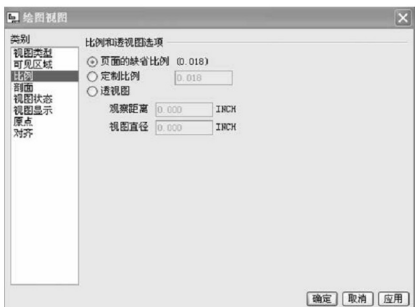 绘图视图
类别
视图类型
可见区域
比例
剖面
视图状态
视图显示
原点
对齐
比例和透视图选项
页面的缺省比例 (0.018)
定制比例 0.018
透视图
观察距离 0.000 INCH
视图直径 0.000 INCH
确定 取消 应用